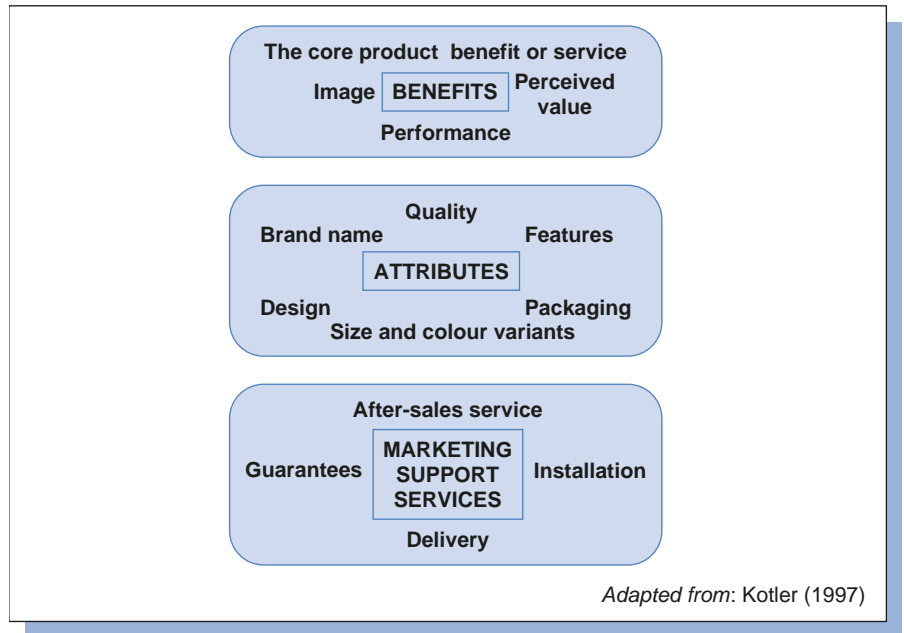 The core product benefit or service
Image BENEFITS Perceived value
Performance
Quality
Brand name Features
ATTRIBUTES
Design Packaging
Size and colour variants
After-sales service
Guarantees MARKETING SUPPORT SERVICES Installation
Delivery
Adapted from: Kotler (1997)